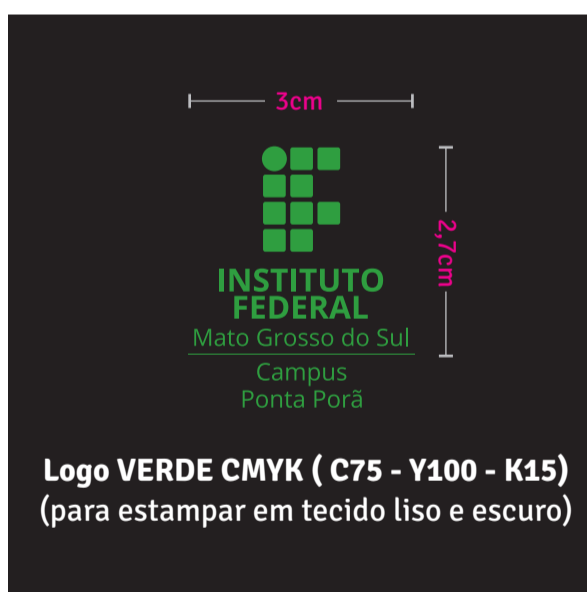 3cm
2,7cm
INSTITUTO
FEDERAL
Mato Grosso do Sul
Campus
Ponta Porã
Logo VERDE CMYK ( C75 - Y100 - K15)
(para estampar em tecido liso e escuro)